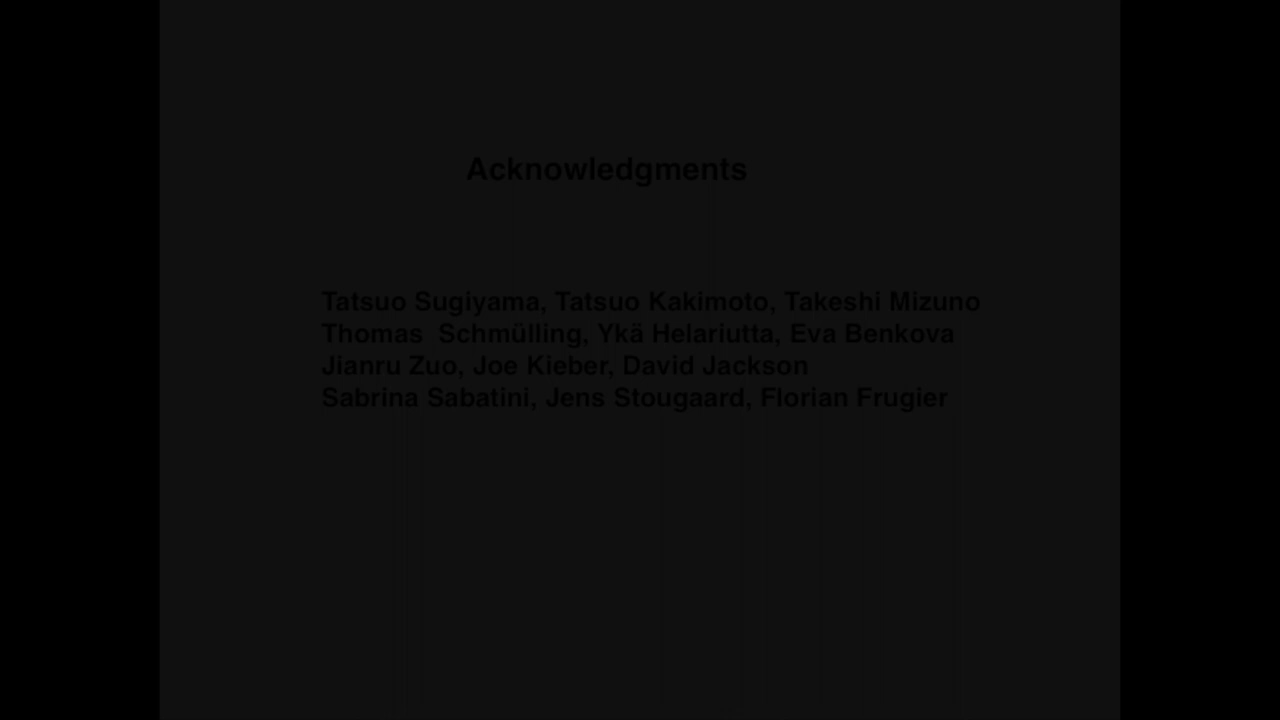 Acknowledgments
Tatsuo Sugiyama, Tatsuo Kakimoto, Takeshi Mizuno
Thomas  Schmülling, Ykä Helariutta, Eva Benkova
Jianru Zuo, Joe Kieber, David Jackson
Sabrina Sabatini, Jens Stougaard, Florian Frugier